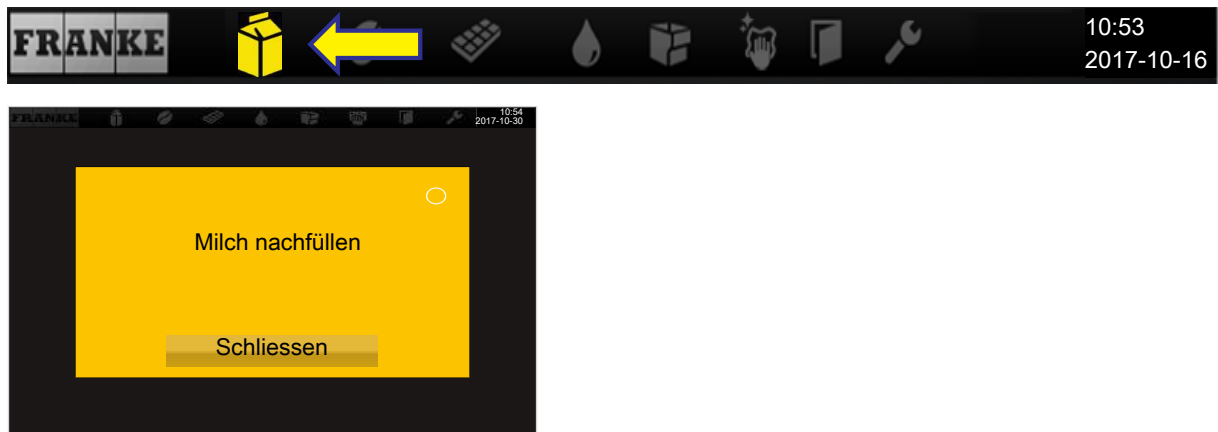 FRANKE
10:53
2017-10-16
FRANKE
10:54
2017-10-30
Milch nachfüllen
Schliessen